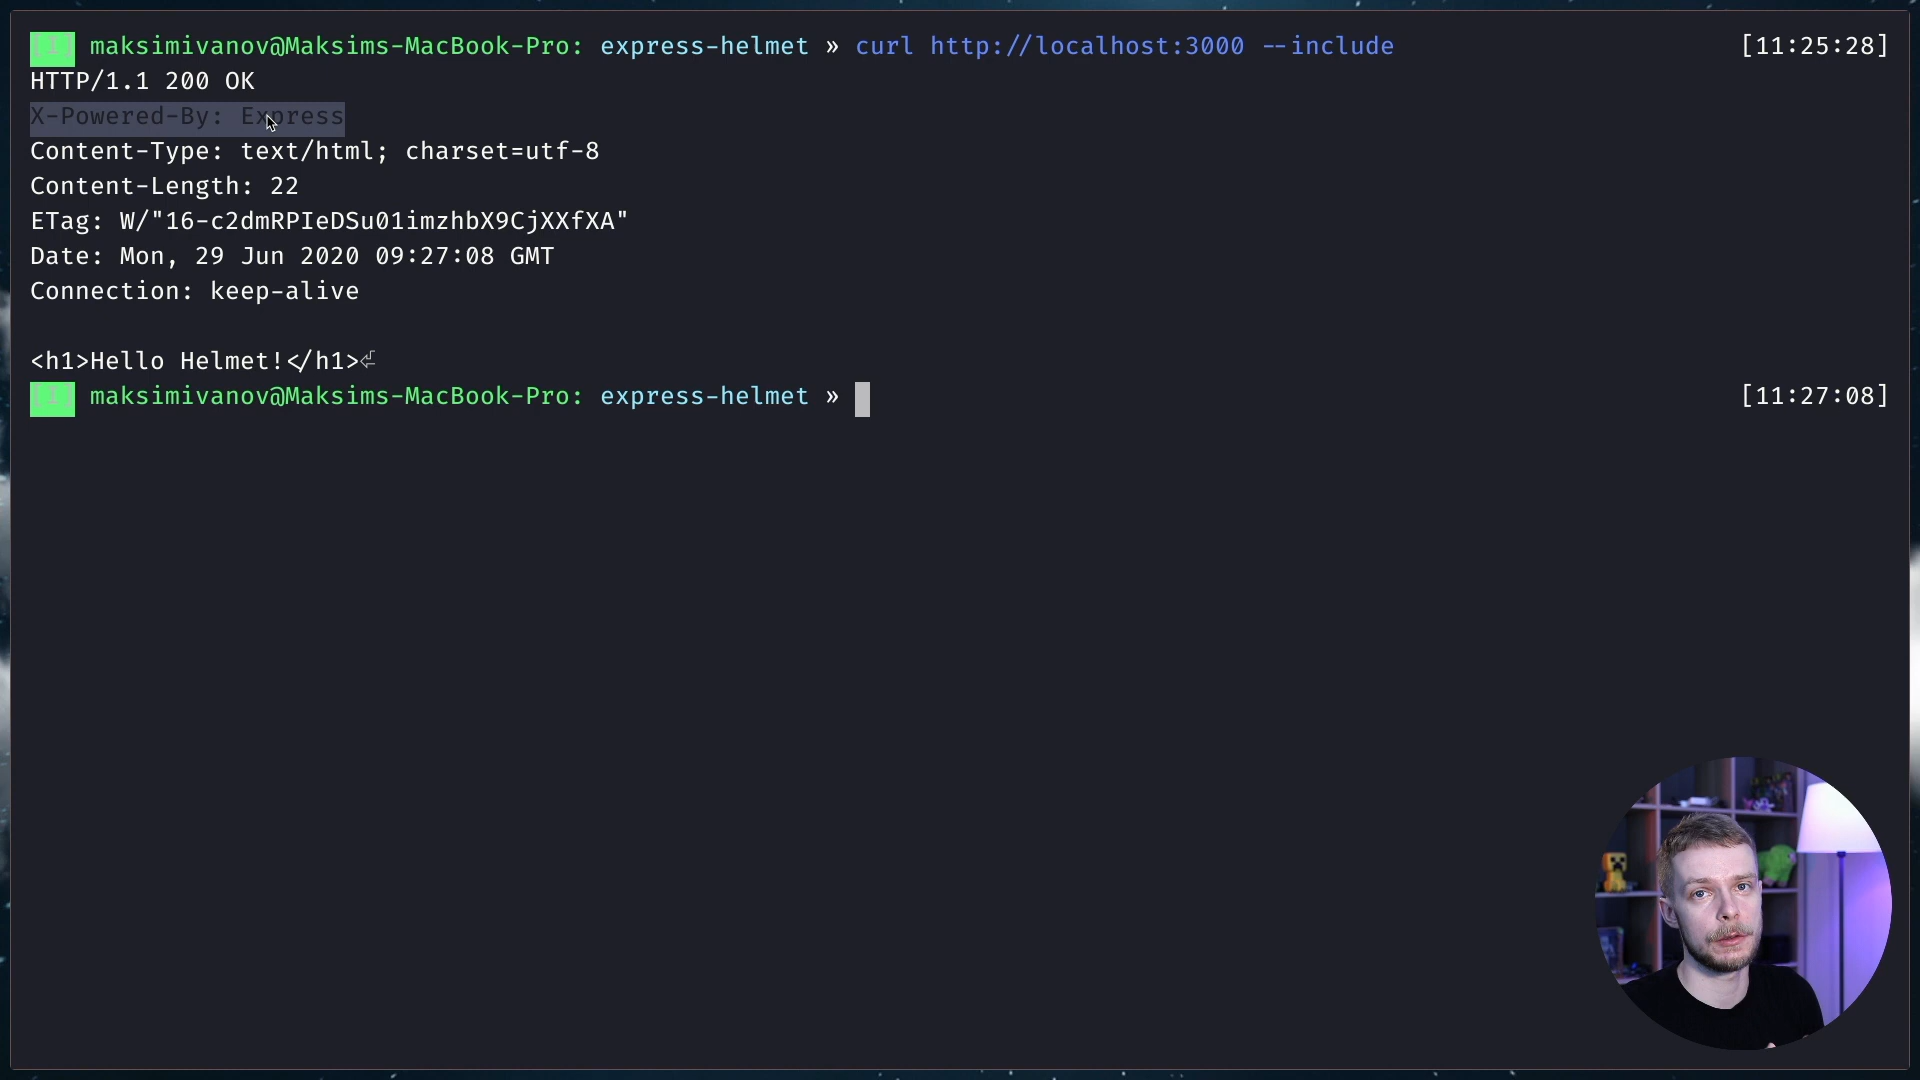 [I] maksimivanov@Maksims-MacBook-Pro: express-helmet » curl http://localhost:3000 --include [11:25:28]
HTTP/1.1 200 OK
X-Powered-By: Express
Content-Type: text/html; charset=utf-8
Content-Length: 22
ETag: W/"16-c2dmRPIeDSu01imzhbX9CjXXfXA"
Date: Mon, 29 Jun 2020 09:27:08 GMT
Connection: keep-alive
<h1>Hello Helmet!</h1>⏎
[I] maksimivanov@Maksims-MacBook-Pro: express-helmet » [11:27:08]